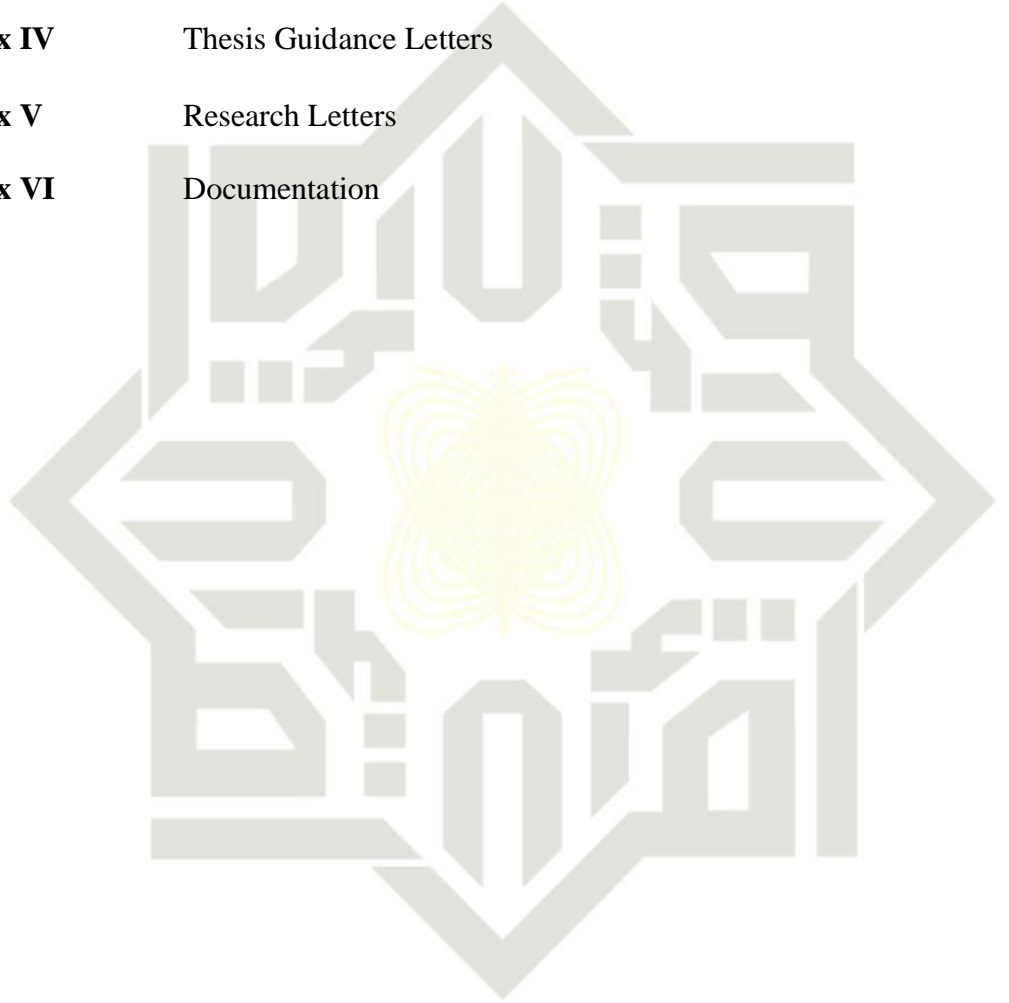 x IV Thesis Guidance Letters
x V Research Letters
x VI Documentation